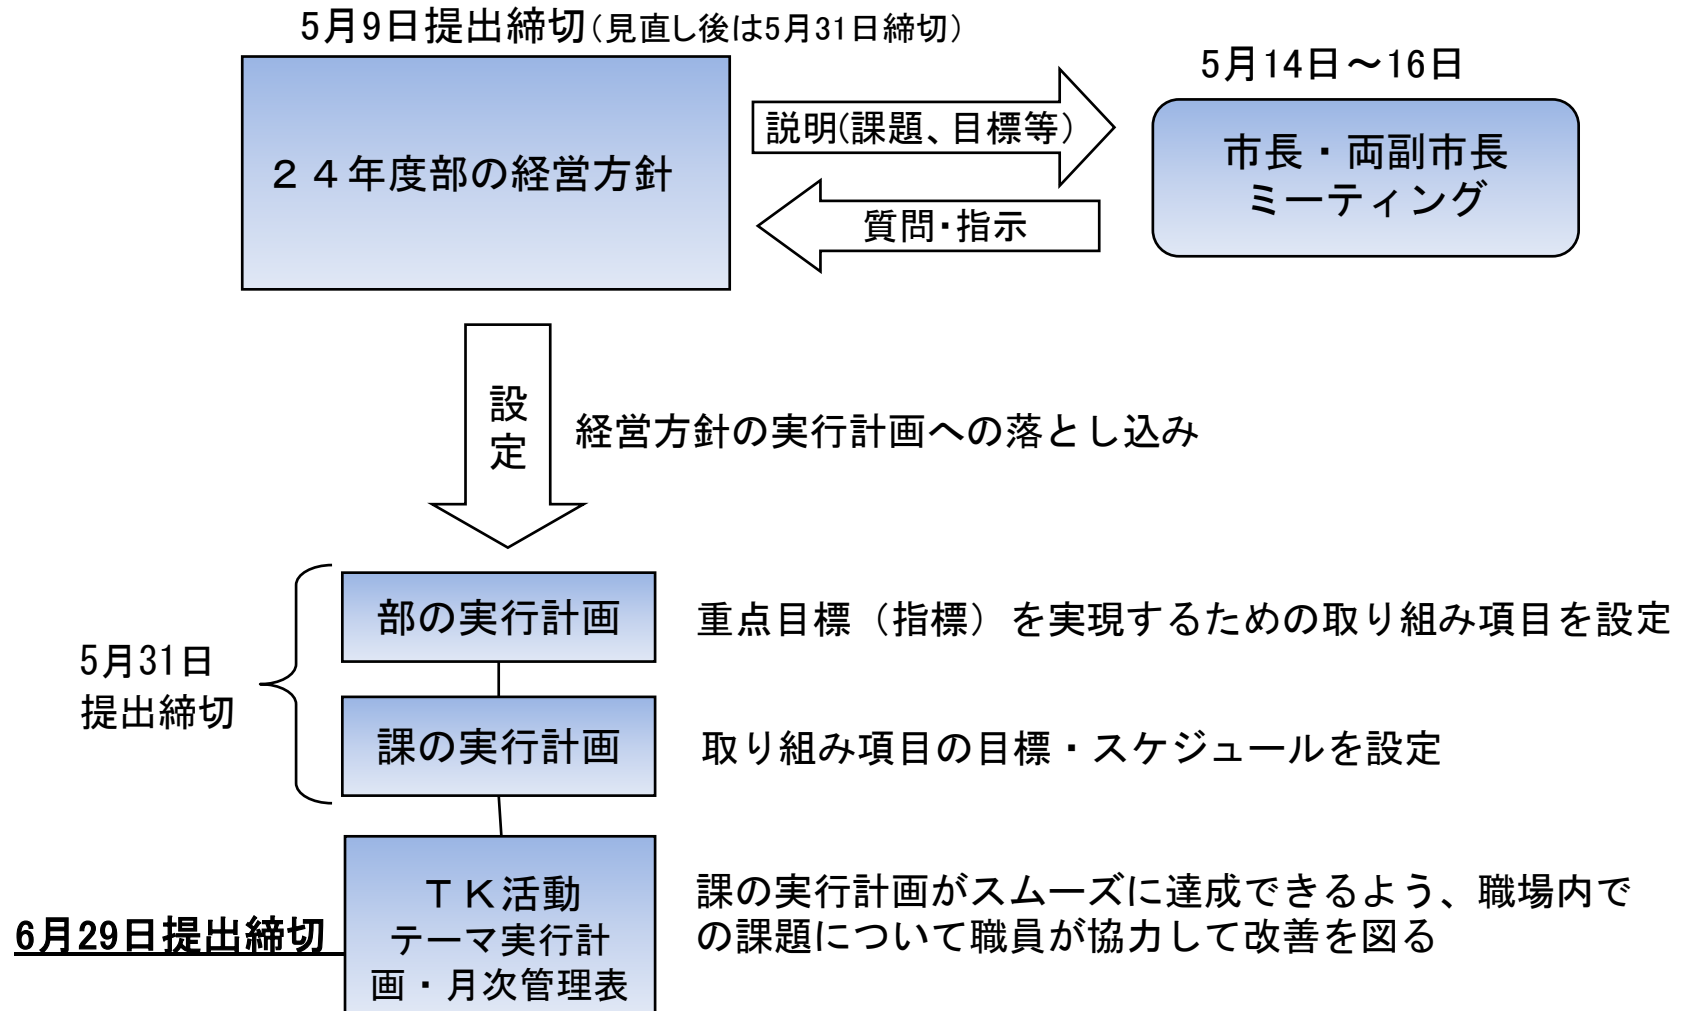 5月9日提出締切（見直し後は5月31日締切）
5月14日～16日
２４年度部の経営方針
説明(課題、目標等)
質問・指示
市長・両副市長
ミーティング
設
定
経営方針の実行計画への落とし込み
部の実行計画
重点目標（指標）を実現するための取り組み項目を設定
5月31日
提出締切
課の実行計画
取り組み項目の目標・スケジュールを設定
ＴＫ活動
テーマ実行計
画・月次管理表
6月29日提出締切
課の実行計画がスムーズに達成できるよう、職場内で
の課題について職員が協力して改善を図る